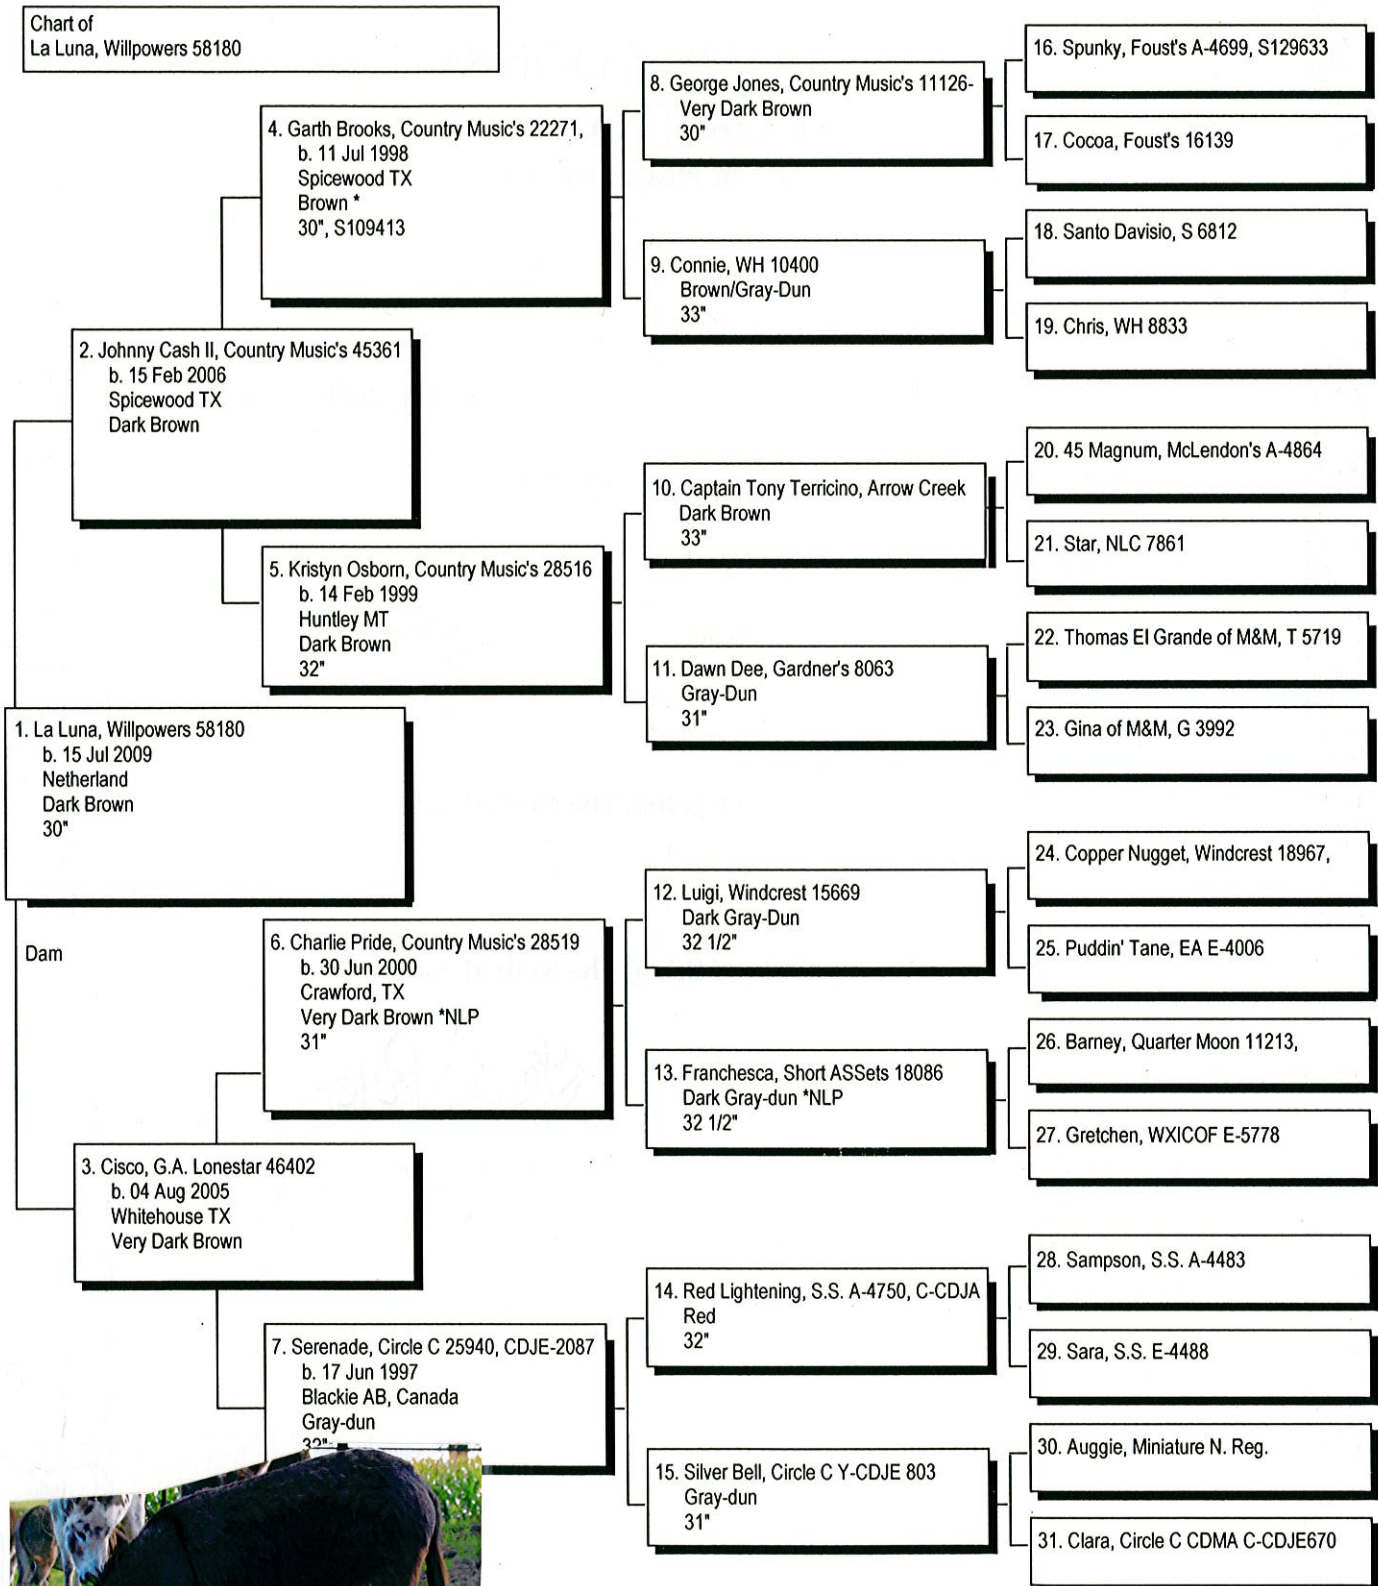 Chart of
La Luna, Willpowers 58180
1. La Luna, Willpowers 58180
b. 15 Jul 2009
Netherland
Dark Brown
30"
Dam
2. Johnny Cash II, Country Music's 45361
b. 15 Feb 2006
Spicewood TX
Dark Brown
3. Cisco, G.A. Lonestar 46402
b. 04 Aug 2005
Whitehouse TX
Very Dark Brown
4. Garth Brooks, Country Music's 22271,
b. 11 Jul 1998
Spicewood TX
Brown *
30", S109413
5. Kristyn Osborn, Country Music's 28516
b. 14 Feb 1999
Huntley MT
Dark Brown
32"
6. Charlie Pride, Country Music's 28519
b. 30 Jun 2000
Crawford, TX
Very Dark Brown *NLP
31"
7. Serenade, Circle C 25940, CDJE-2087
b. 17 Jun 1997
Blackie AB, Canada
Gray-dun
32"
8. George Jones, Country Music's 11126-
Very Dark Brown
30"
9. Connie, WH 10400
Brown/Gray-Dun
33"
10. Captain Tony Terricino, Arrow Creek
Dark Brown
33"
11. Dawn Dee, Gardner's 8063
Gray-Dun
31"
12. Luigi, Windcrest 15669
Dark Gray-Dun
32 1/2"
13. Franchesca, Short ASSets 18086
Dark Gray-dun *NLP
32 1/2"
14. Red Lightening, S.S. A-4750, C-CDJA
Red
32"
15. Silver Bell, Circle C Y-CDJE 803
Gray-dun
31"
16. Spunky, Foust's A-4699, S129633
17. Cocoa, Foust's 16139
18. Santo Davisio, S 6812
19. Chris, WH 8833
20. 45 Magnum, McLendon's A-4864
21. Star, NLC 7861
22. Thomas El Grande of M&M, T 5719
23. Gina of M&M, G 3992
24. Copper Nugget, Windcrest 18967,
25. Puddin' Tane, EA E-4006
26. Barney, Quarter Moon 11213,
27. Gretchen, WXICOF E-5778
28. Sampson, S.S. A-4483
29. Sara, S.S. E-4488
30. Auggie, Miniature N. Reg.
31. Clara, Circle C CDMA C-CDJE670